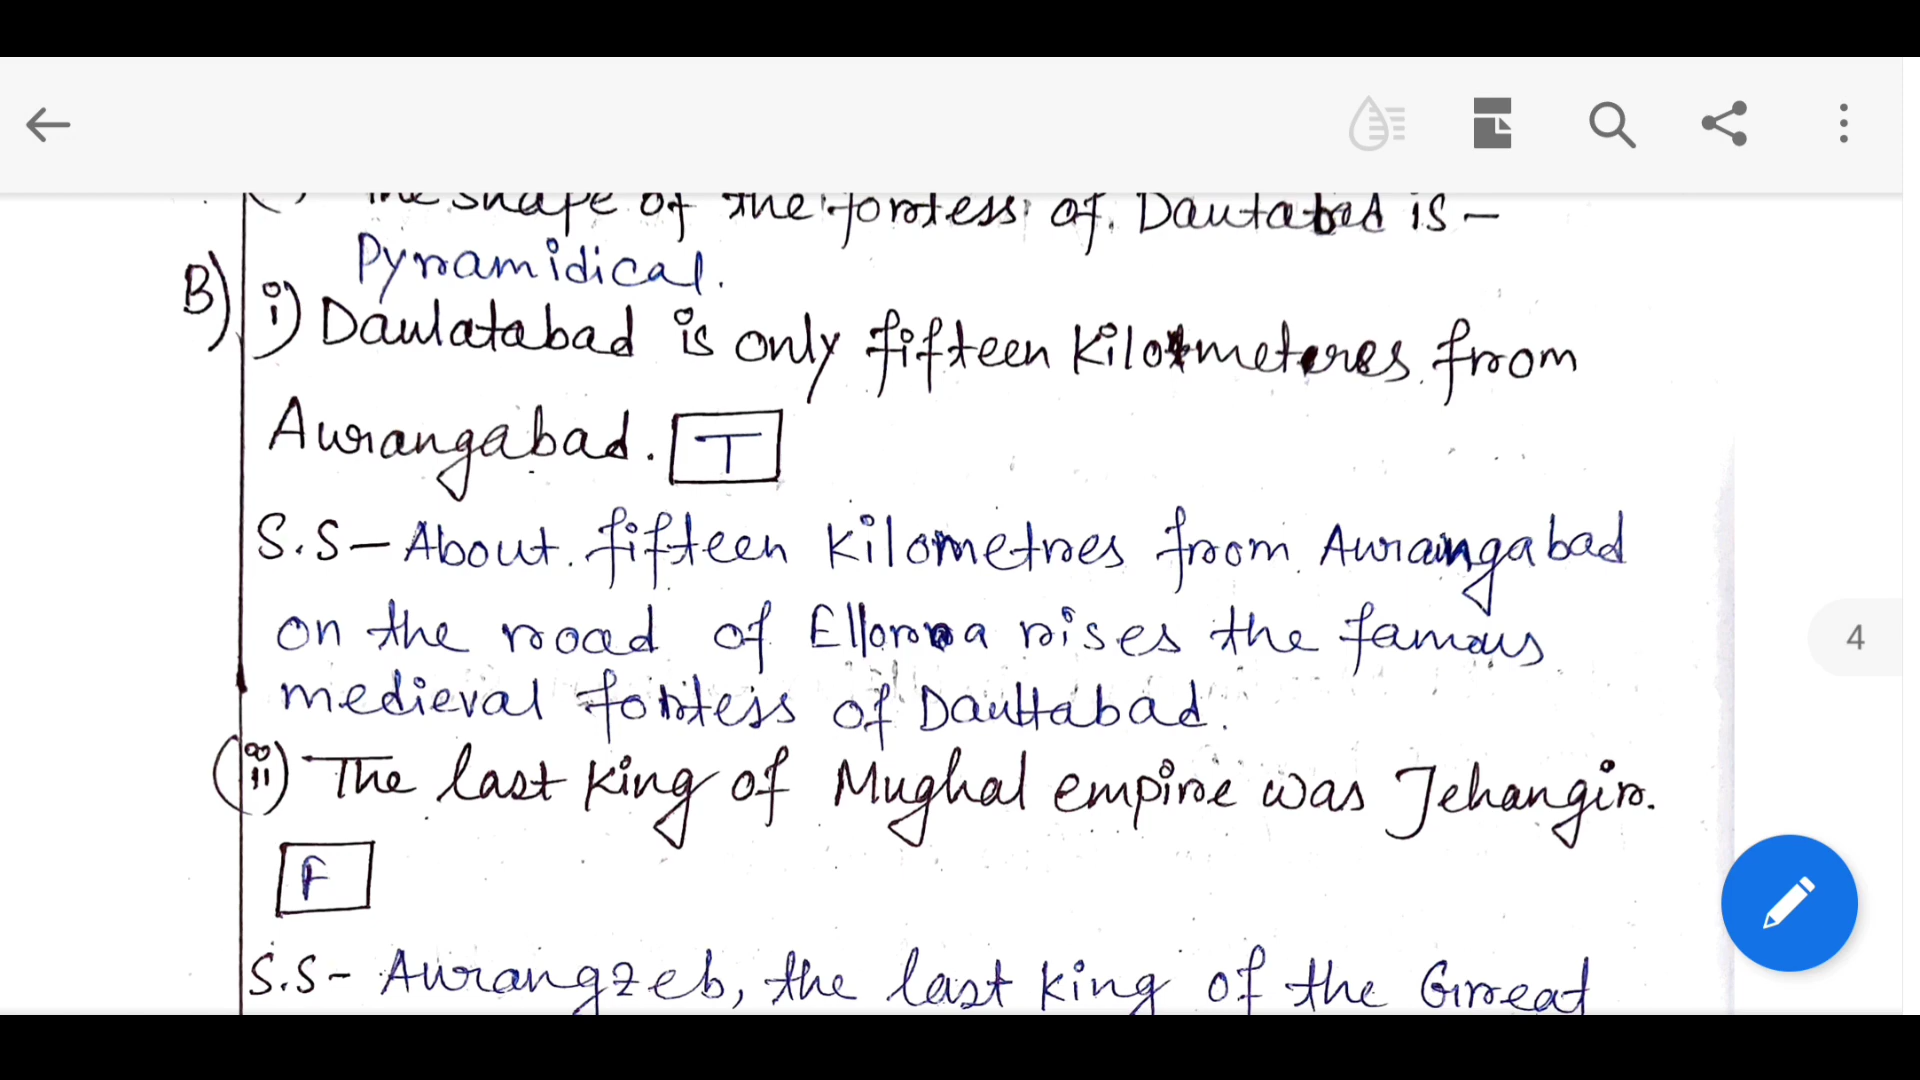 The shape of the fortess of Dautabad is -
Pyramidical.
B) i) Daulatabad is only fifteen Kilometeres from
Aurangabad. T
S.S - About fifteen Kilometres from Aurangabad
on the road of Ellorra rises the famous
medieval fortess of Daultabad.
(ii) The last king of Mughal empire was Jehangir.
F
4
S.S - Aurangzeb, the last king of the Great